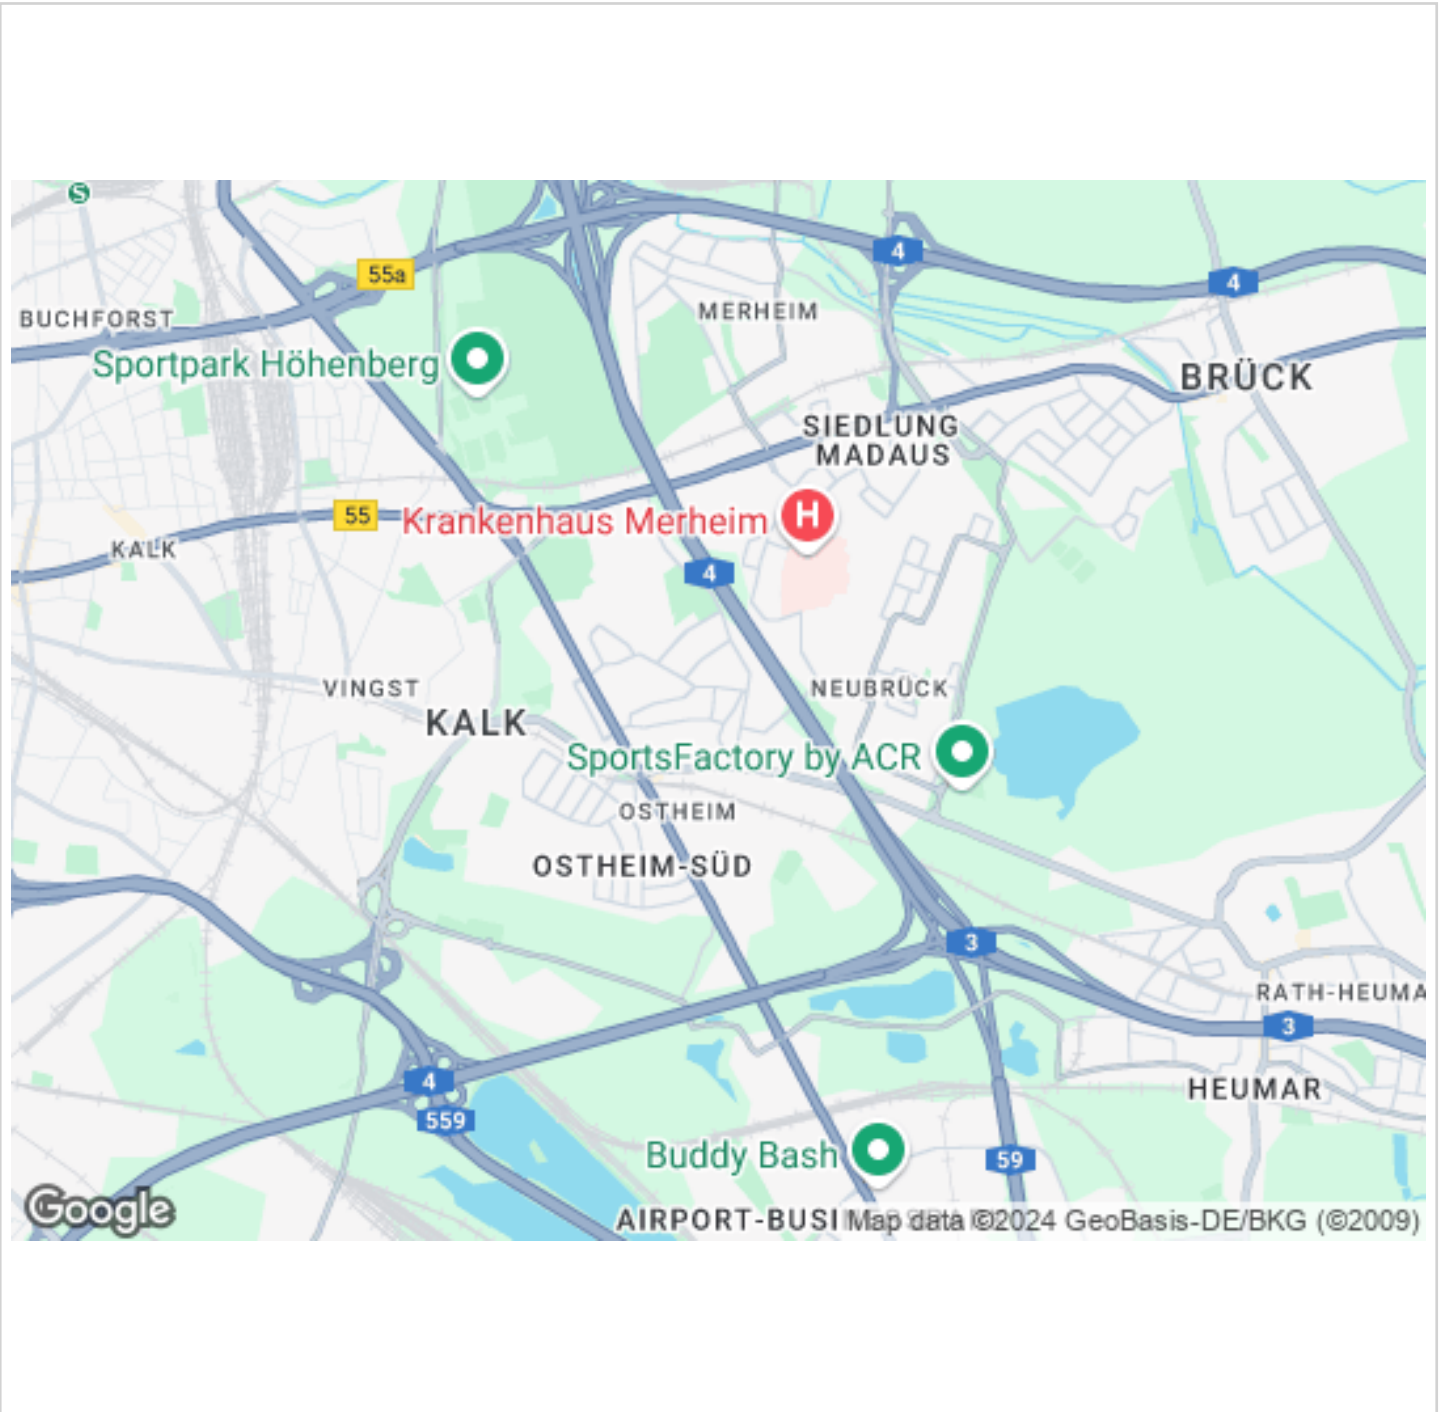 S
4
55a
4
MERHEIM
BUCHFORST
Sportpark Höhenberg
BRÜCK
SIEDLUNG
MADAUS
55
Krankenhaus Merheim
H
KALK
4
VINGST
NEUBRÜCK
KALK
SportsFactory by ACR
OSTHEIM
OSTHEIM-SÜD
3
RATH-HEUMA
3
4
HEUMAR
559
Buddy Bash
59
Google
AIRPORT-BUSI
Map data ©2024 GeoBasis-DE/BKG (©2009)